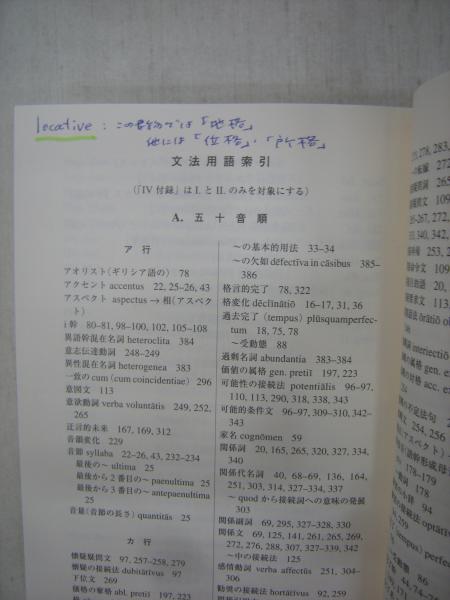 locative : この書物では「地格」
他には「位格」・「所格」
文法用語索引
(『IV 付録』は I. と II. のみを対象にする)
A. 五十音順
ア 行
アオリスト(ギリシア語の) 78
アクセント accentus 22, 25-26, 43
アスペクト aspectus → 相(アスペクト)
i 幹 80-81, 98-100, 102, 105-108
異語幹混在名詞 heteroclita 384
意志伝達動詞 248-249
異性混在名詞 heterogenea 383
一致の cum (cum coincidentiae) 296
意図文 113
意欲動詞 verba voluntātis 249, 252, 265
迂言的未来 167, 169, 312
音韻変化 229
音節 syllaba 22-26, 43, 232-234
最後の~ ultima 25
最後から2番目の~ paenultima 25
最後から3番目の~ antepaenultima 25
音量(音節の長さ) quantitās 25
カ 行
懐疑疑問文 97, 257-258, 279
懐疑の接続法 dubitātīvus 97
下位文 269
価格の奪格 abl. pretiī 197, 223
~の基本的用法 33-34
~の欠如 dēfectīva in cāsibus 385-386
格言的完了 78, 322
格変化 dēclīnātiō 16-17, 31, 36
過去完了 (tempus) plūsquamperfectum 18, 75, 78
~受動態 88
過剰名詞 abundantia 383-384
価値の属格 gen. pretiī 197, 223
可能性の接続法 potentiālis 96-97, 110, 113, 290, 318, 338, 343
可能的条件文 96-97, 309-310, 342-343
家名 cognōmen 59
関係詞 20, 165, 265, 320, 327, 334, 340
関係代名詞 40, 68-69, 136, 164, 251, 303, 314, 327-334, 337
~ quod から接続詞への意味の発展 303
関係副詞 69, 295, 327-328, 330
関係文 69, 125, 141, 261, 265, 269, 272, 276, 288, 307, 327-339, 342
~中の接続法 125
感情動詞 verba affectūs 251, 304-306
勧奨の接続法 hortātīvus 92, 259